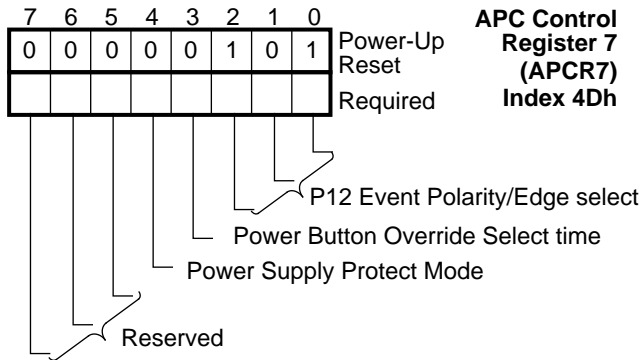 7 6 5 4 3 2 1 0
0 0 0 0 0 1 0 1
Power-Up
Reset
Required
APC Control
Register 7
(APCR7)
Index 4Dh
P12 Event Polarity/Edge select
Power Button Override Select time
Power Supply Protect Mode
Reserved